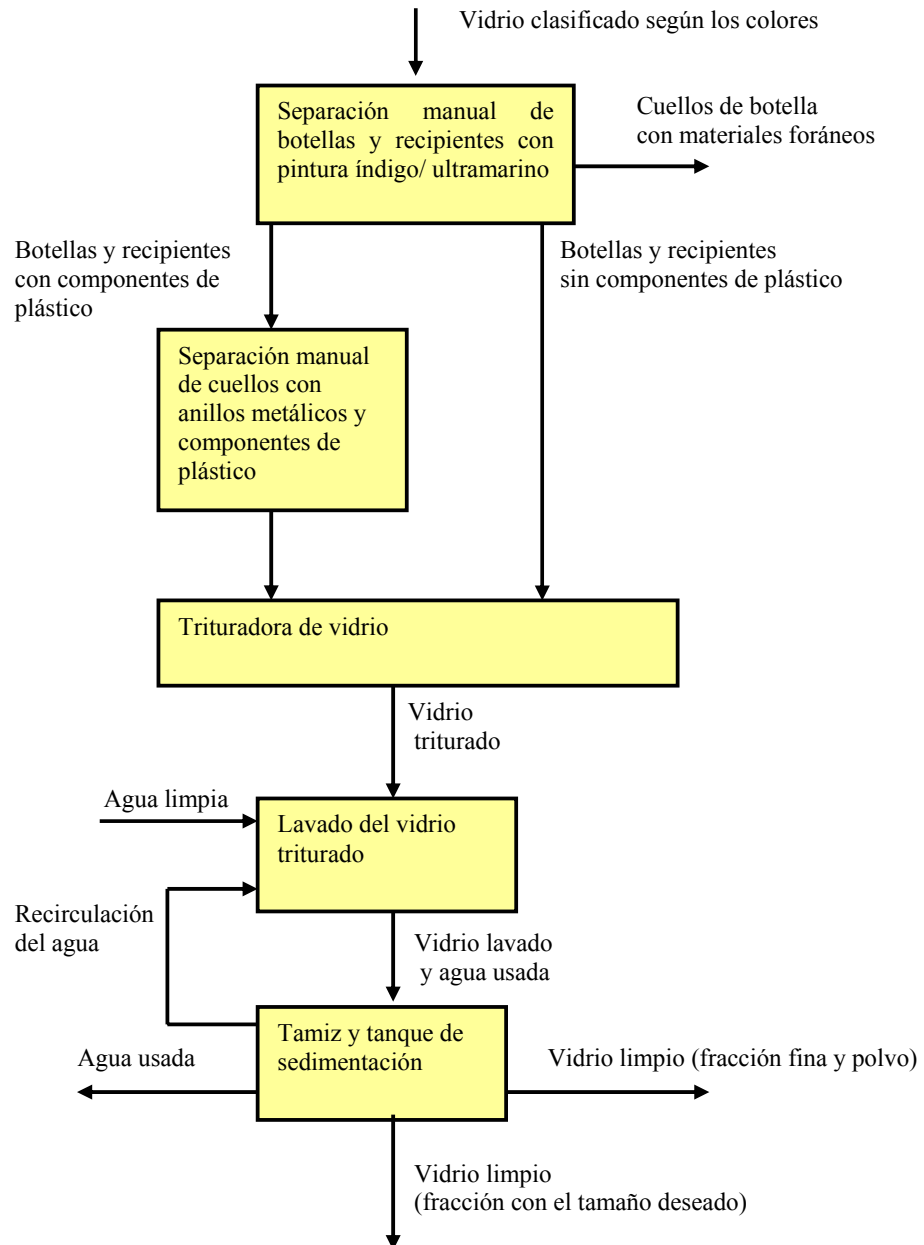 Vidrio clasificado según los colores
Separación manual de
botellas y recipientes con
pintura índigo/ ultramarino
Cuellos de botella
con materiales foráneos
Botellas y recipientes
con componentes de
plástico
Botellas y recipientes
sin componentes de plástico
Separación manual
de cuellos con
anillos metálicos y
componentes de
plástico
Trituradora de vidrio
Vidrio
triturado
Agua limpia
Lavado del vidrio
triturado
Recirculación
del agua
Vidrio lavado
y agua usada
Tamiz y tanque de
sedimentación
Agua usada
Vidrio limpio (fracción fina y polvo)
Vidrio limpio
(fracción con el tamaño deseado)